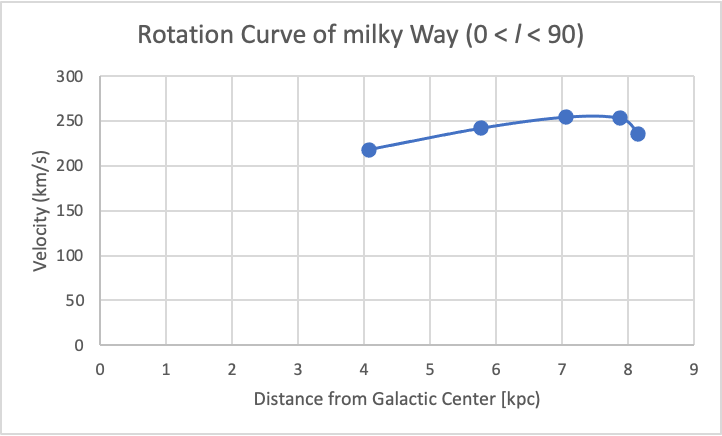 Rotation Curve of milky Way (0 < l < 90)
300
250
200
150
100
50
0
Velocity (km/s)
0 1 2 3 4 5 6 7 8 9
Distance from Galactic Center [kpc)